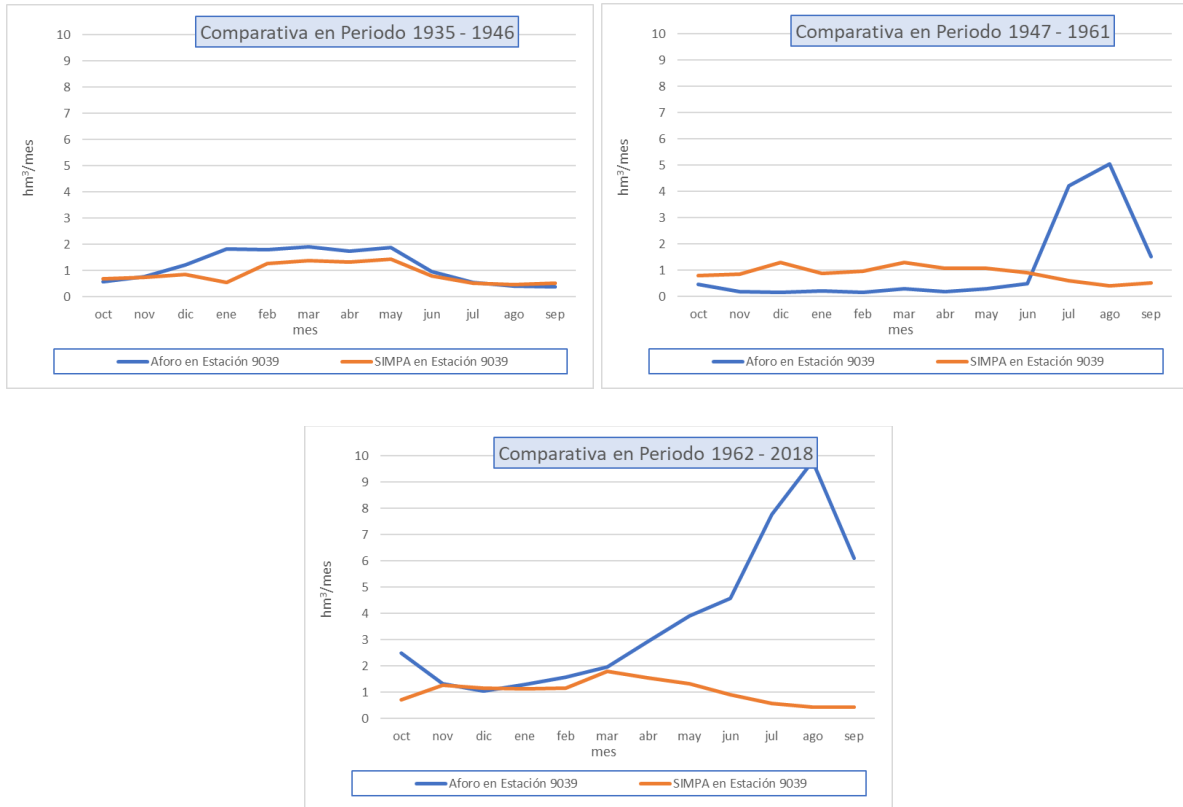 Comparativa en Periodo 1935 - 1946
10
9
8
7
6
5
4
3
2
1
0
hm³/mes
oct nov dic ene feb mar abr may jun jul ago sep
mes
Aforo en Estación 9039 SIMPA en Estación 9039
Comparativa en Periodo 1947 - 1961
10
9
8
7
6
5
4
3
2
1
0
hm³/mes
oct nov dic ene feb mar abr may jun jul ago sep
mes
Aforo en Estación 9039 SIMPA en Estación 9039
Comparativa en Periodo 1962 - 2018
10
9
8
7
6
5
4
3
2
1
0
hm³/mes
oct nov dic ene feb mar abr may jun jul ago sep
mes
Aforo en Estación 9039 SIMPA en Estación 9039